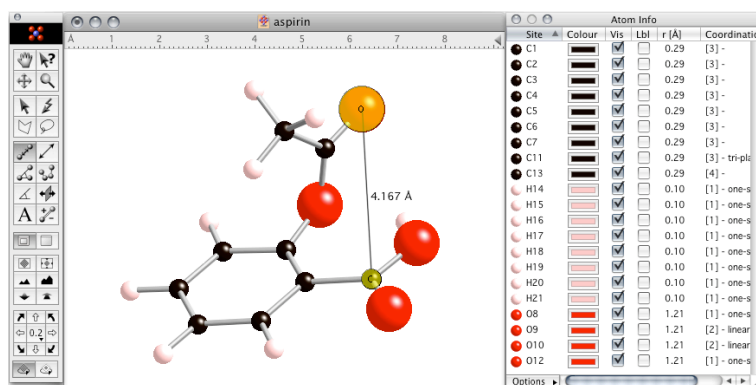 aspirin
Å 1 2 3 4 5 6 7 8
O
4.167 Å
C
A
0.2
Atom Info
Site Colour Vis Lbl r [Å] Coordinatio
C1 0.29 [3] -
C2 0.29 [3] -
C3 0.29 [3] -
C4 0.29 [3] -
C5 0.29 [3] -
C6 0.29 [3] -
C7 0.29 [3] -
C11 0.29 [3] - tri-pla
C13 0.29 [4] -
H14 0.10 [1] - one-s
H15 0.10 [1] - one-s
H16 0.10 [1] - one-s
H17 0.10 [1] - one-s
H18 0.10 [1] - one-s
H19 0.10 [1] - one-s
H20 0.10 [1] - one-s
H21 0.10 [1] - one-s
O8 1.21 [1] - one-s
O9 1.21 [2] - linear
O10 1.21 [2] - linear
O12 1.21 [1] - one-s
Options